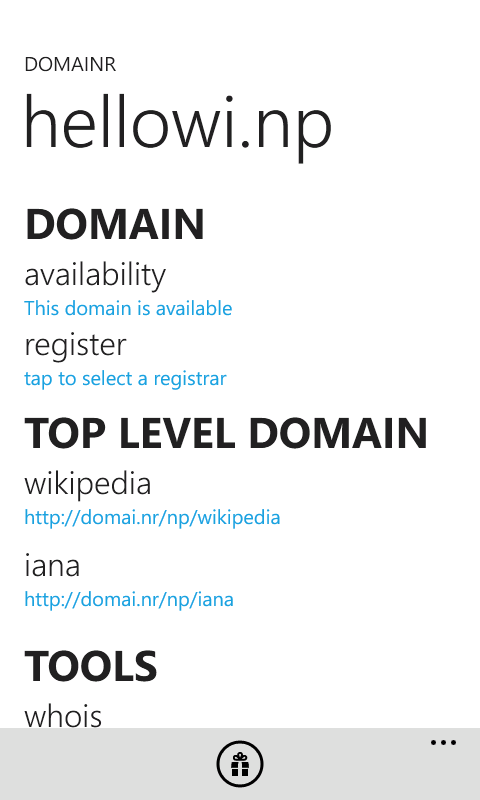 DOMAINR
hellowi.np
DOMAIN
availability
This domain is available
register
tap to select a registrar
TOP LEVEL DOMAIN
wikipedia
http://domai.nr/np/wikipedia
iana
http://domai.nr/np/iana
TOOLS
whois